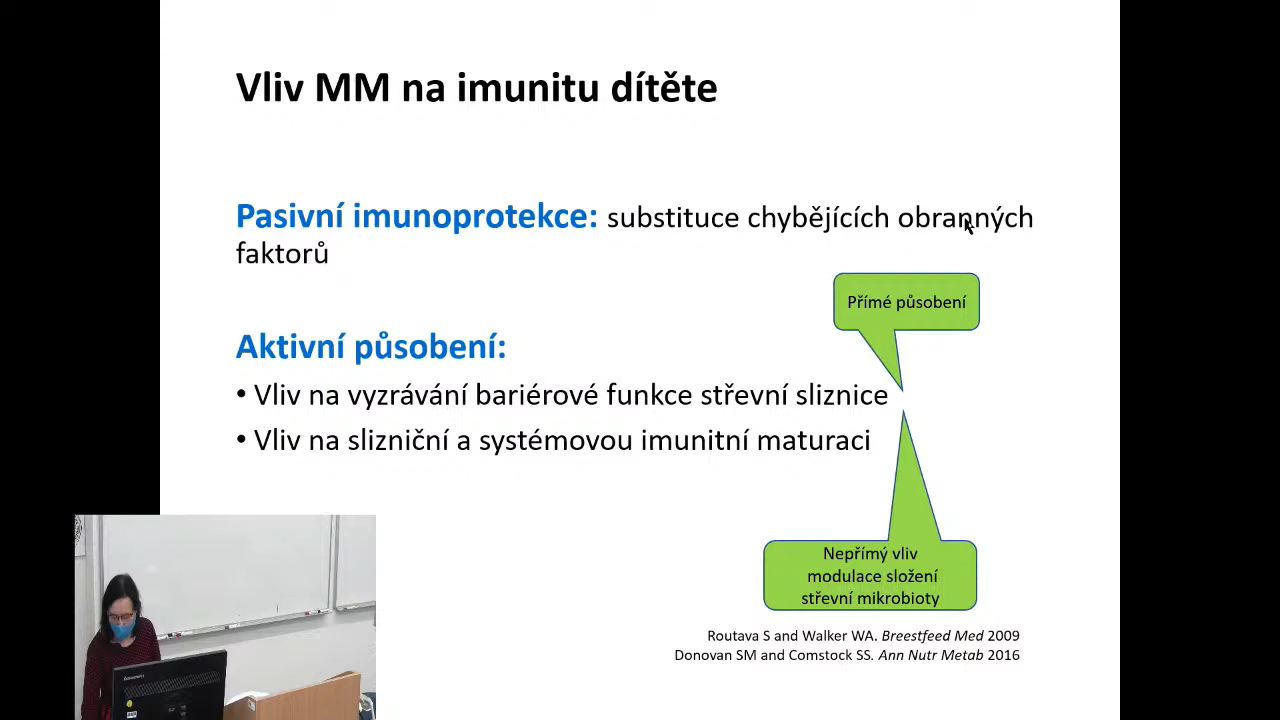 Vliv MM na imunitu dítěte
Pasivní imunoprotekce: substituce chybějících obranných
faktorů
Přímé působení
Aktivní působení:
• Vliv na vyzrávání bariérové funkce střevní sliznice
• Vliv na slizniční a systémovou imunitní maturaci
Nepřímý vliv
modulace složení
střevní mikrobioty
Routava S and Walker WA. Breestfeed Med 2009
Donovan SM and Comstock SS. Ann Nutr Metab 2016